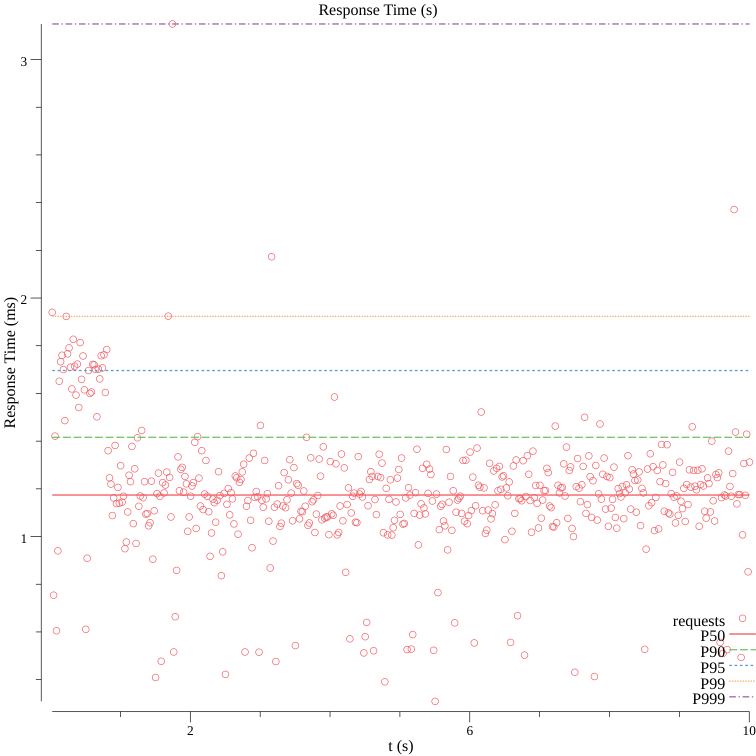 Response Time (s)
3
2
1
Response Time (ms)
requests
P50
P90
P95
P99
P999
2
6
10
t (s)